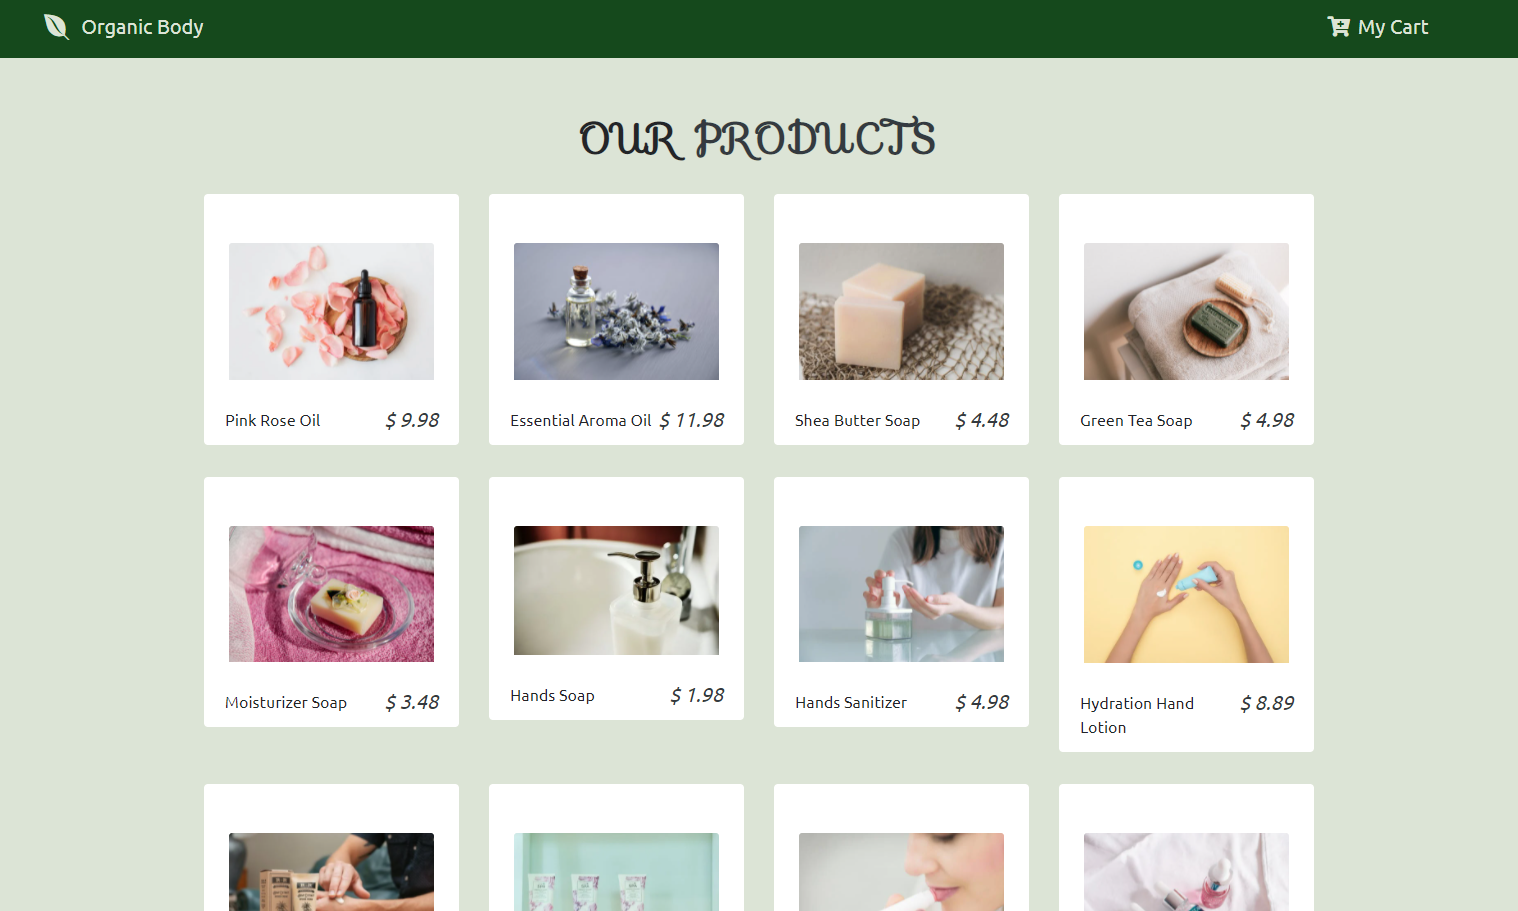 Organic Body
My Cart
OUR PRODUCTS
Pink Rose Oil
$ 9.98
Essential Aroma Oil
$ 11.98
Shea Butter Soap
$ 4.48
Green Tea Soap
$ 4.98
Moisturizer Soap
$ 3.48
Hands Soap
$ 1.98
Hands Sanitizer
$ 4.98
Hydration Hand
Lotion
$ 8.89